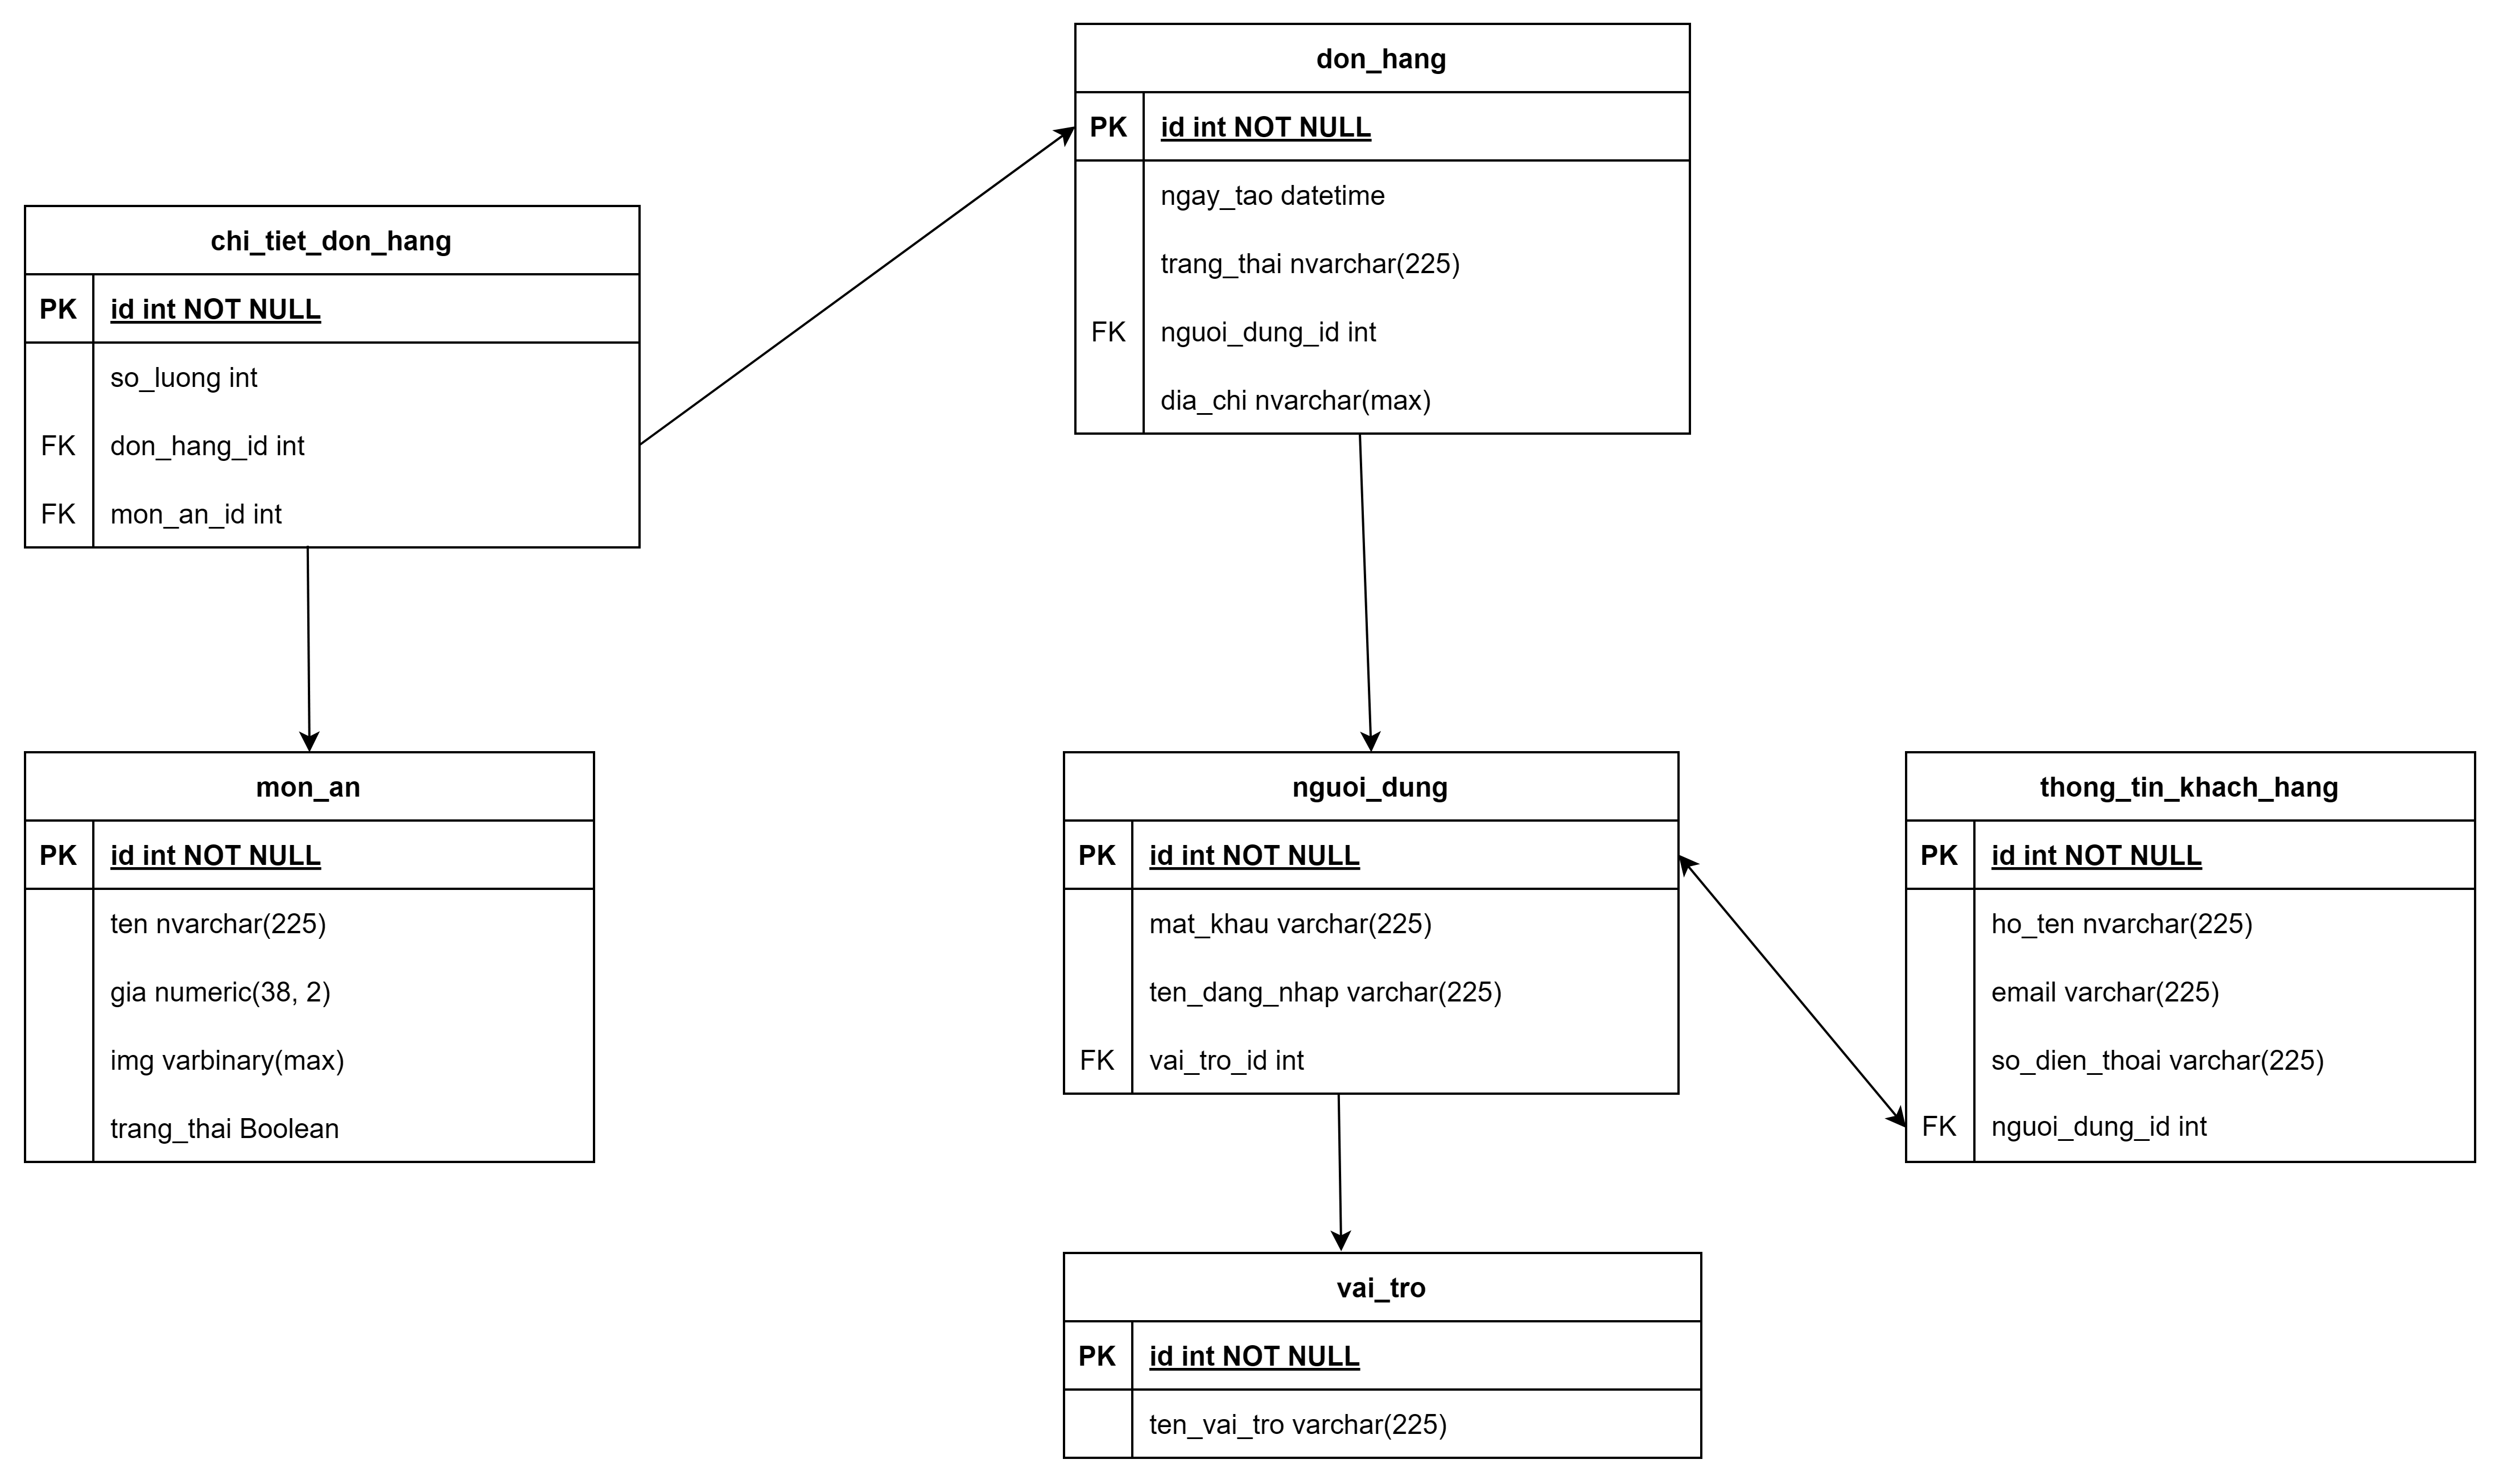 don_hang
PK id int NOT NULL
ngay_tao datetime
trang_thai nvarchar(225)
FK nguoi_dung_id int
dia_chi nvarchar(max)
chi_tiet_don_hang
PK id int NOT NULL
so_luong int
FK don_hang_id int
FK mon_an_id int
mon_an
PK id int NOT NULL
ten nvarchar(225)
gia numeric(38, 2)
img varbinary(max)
trang_thai Boolean
nguoi_dung
PK id int NOT NULL
mat_khau varchar(225)
ten_dang_nhap varchar(225)
FK vai_tro_id int
thong_tin_khach_hang
PK id int NOT NULL
ho_ten nvarchar(225)
email varchar(225)
so_dien_thoai varchar(225)
FK nguoi_dung_id int
vai_tro
PK id int NOT NULL
ten_vai_tro varchar(225)